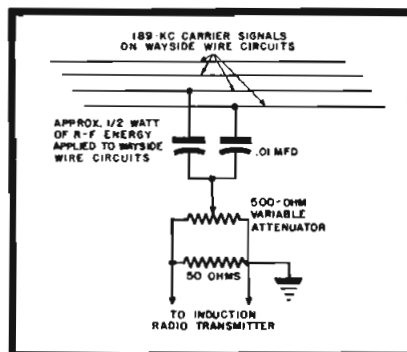 189-KC CARRIER SIGNALS
ON WAYSIDE WIRE CIRCUITS
APPROX. 1/2 WATT
OF R-F ENERGY
APPLIED TO WAYSIDE
WIRE CIRCUITS
.01 MFD
500-OHM
VARIABLE
ATTENUATOR
50 OHMS
TO INDUCTION
RADIO TRANSMITTER